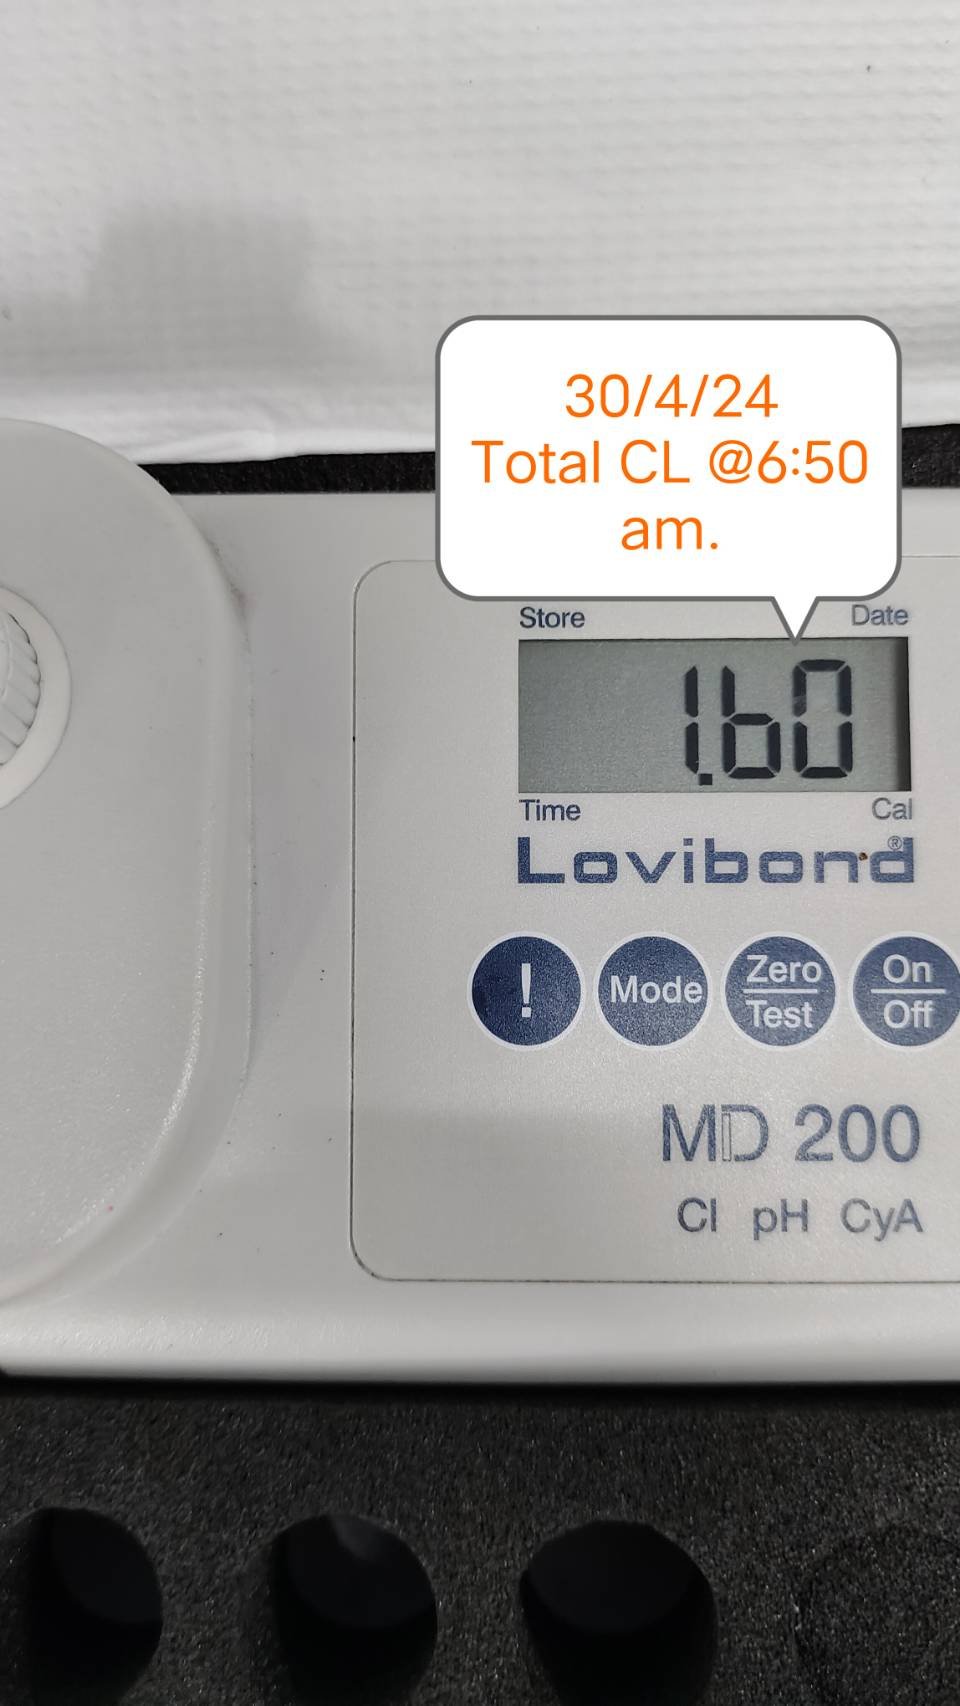 30/4/24
Total CL @6:50
am.
Store Date
1.60
Time Cal
Lovibond®
! Mode Zero On
Test Off
MD 200
Cl pH CyA